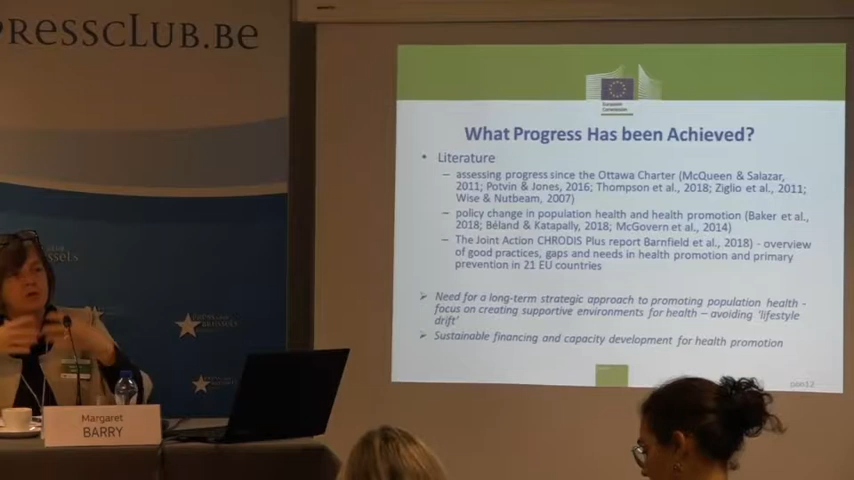 PRESSCLUB.BE
European
Commission
What Progress Has been Achieved?
• Literature
– assessing progress since the Ottawa Charter (McQueen & Salazar,
2011; Potvin & Jones, 2016; Thompson et al., 2018; Ziglio et al., 2011;
Wise & Nutbeam, 2007)
– policy change in population health and health promotion (Baker et al.,
2018; Béland & Katapally, 2018; McGovern et al., 2014)
– The Joint Action CHRODIS Plus report Barnfield et al., 2018) - overview
of good practices, gaps and needs in health promotion and primary
prevention in 21 EU countries
➢ Need for a long-term strategic approach to promoting population health -
focus on creating supportive environments for health – avoiding 'lifestyle
drift'
➢ Sustainable financing and capacity development for health promotion
Margaret
BARRY